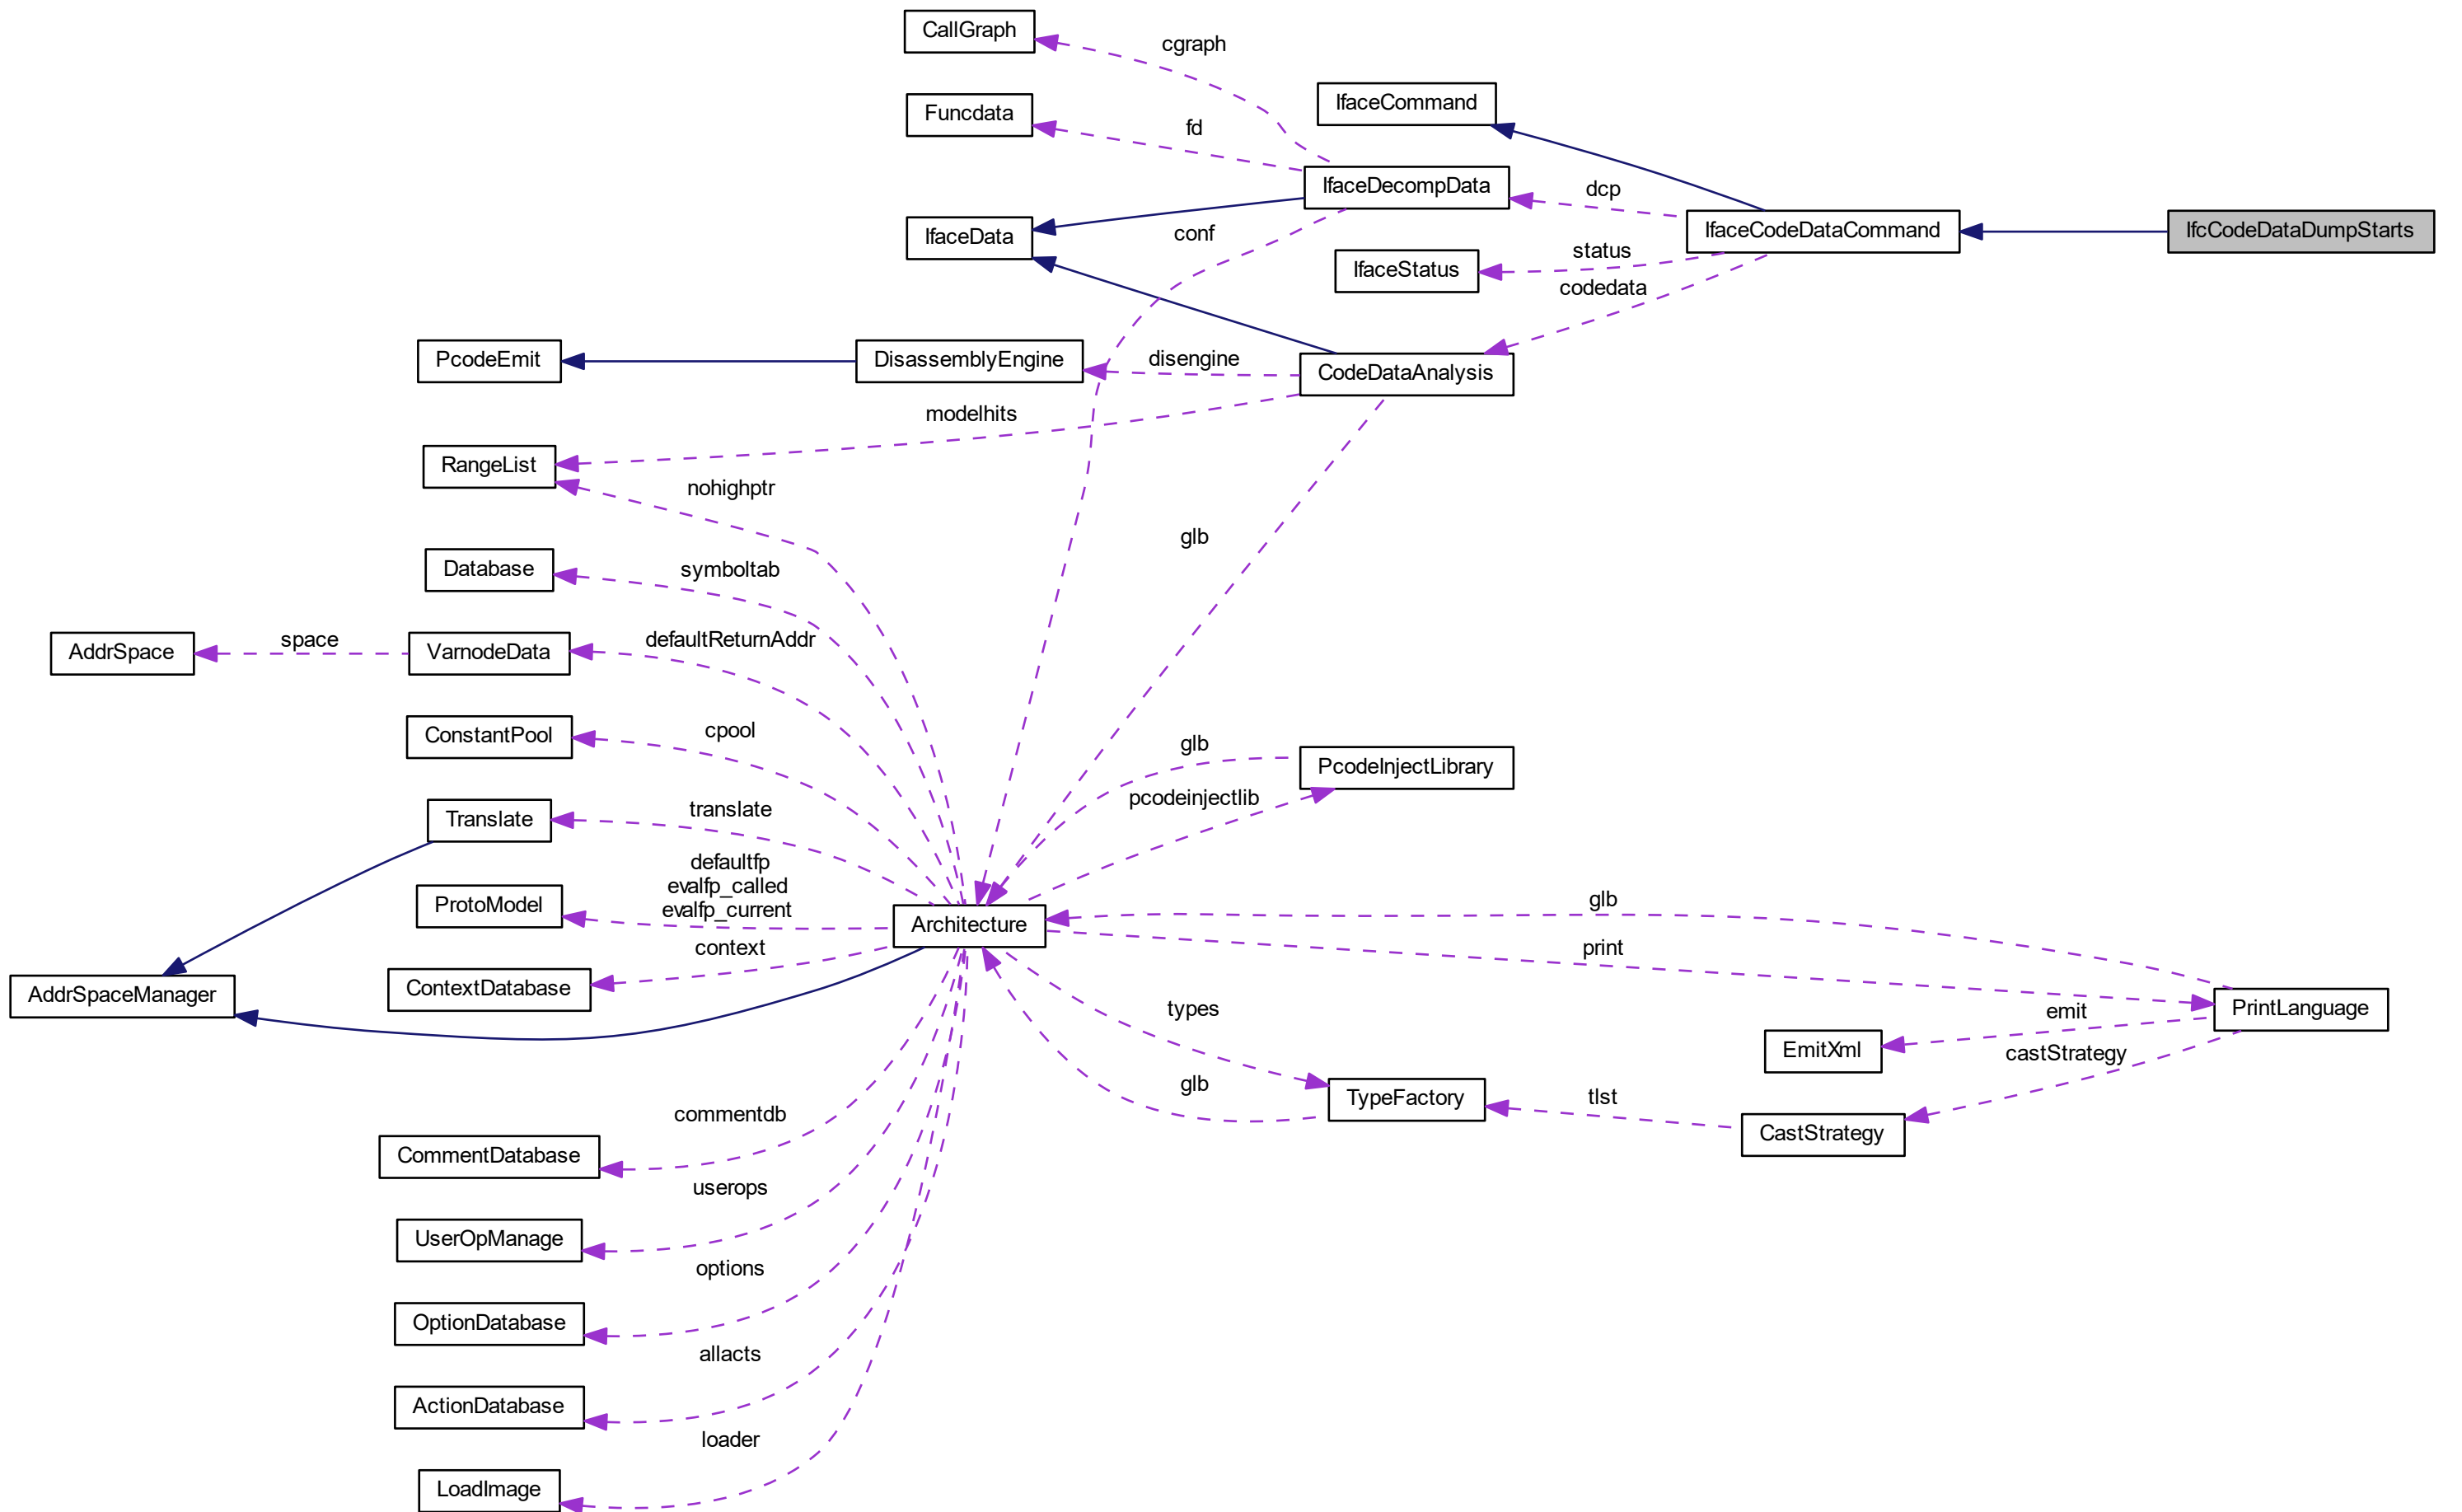 CallGraph
cgraph
IfaceCommand
Funcdata
fd
IfaceDecompData
dcp
IfaceData
conf
IfaceCodeDataCommand
IfcCodeDataDumpStarts
status
IfaceStatus
codedata
PcodeEmit
DisassemblyEngine
disengine
CodeDataAnalysis
modelhits
RangeList
nohighptr
glb
Database
symboltab
AddrSpace
space
VarnodeData
defaultReturnAddr
ConstantPool
cpool
glb
PcodeInjectLibrary
pcodeinjectlib
Translate
translate
defaultfp
evalfp_called
evalfp_current
ProtoModel
Architecture
glb
print
context
ContextDatabase
AddrSpaceManager
types
emit
PrintLanguage
EmitXml
castStrategy
glb
TypeFactory
tlst
CastStrategy
commentdb
CommentDatabase
userops
UserOpManage
options
OptionDatabase
allacts
ActionDatabase
loader
LoadImage